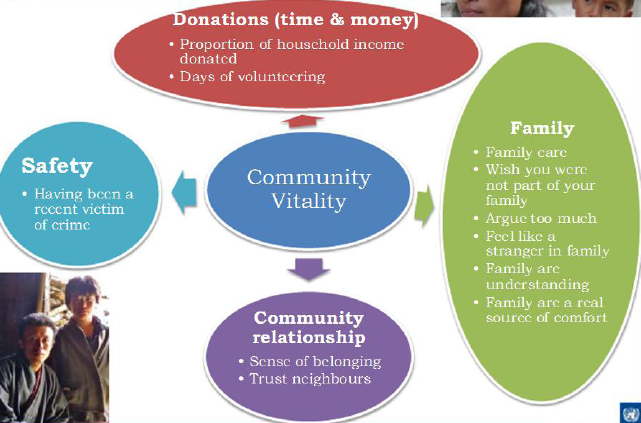 Donations (time & money)
• Proportion of household income
donated
• Days of volunteering
Safety
• Having been a
recent victim
of crime
Community
Vitality
Family
• Family care
• Wish you were
not part of your
family
• Argue too much
• Feel like a
stranger in family
• Family are
understanding
• Family are a real
source of comfort
Community
relationship
• Sense of belonging
• Trust neighbours